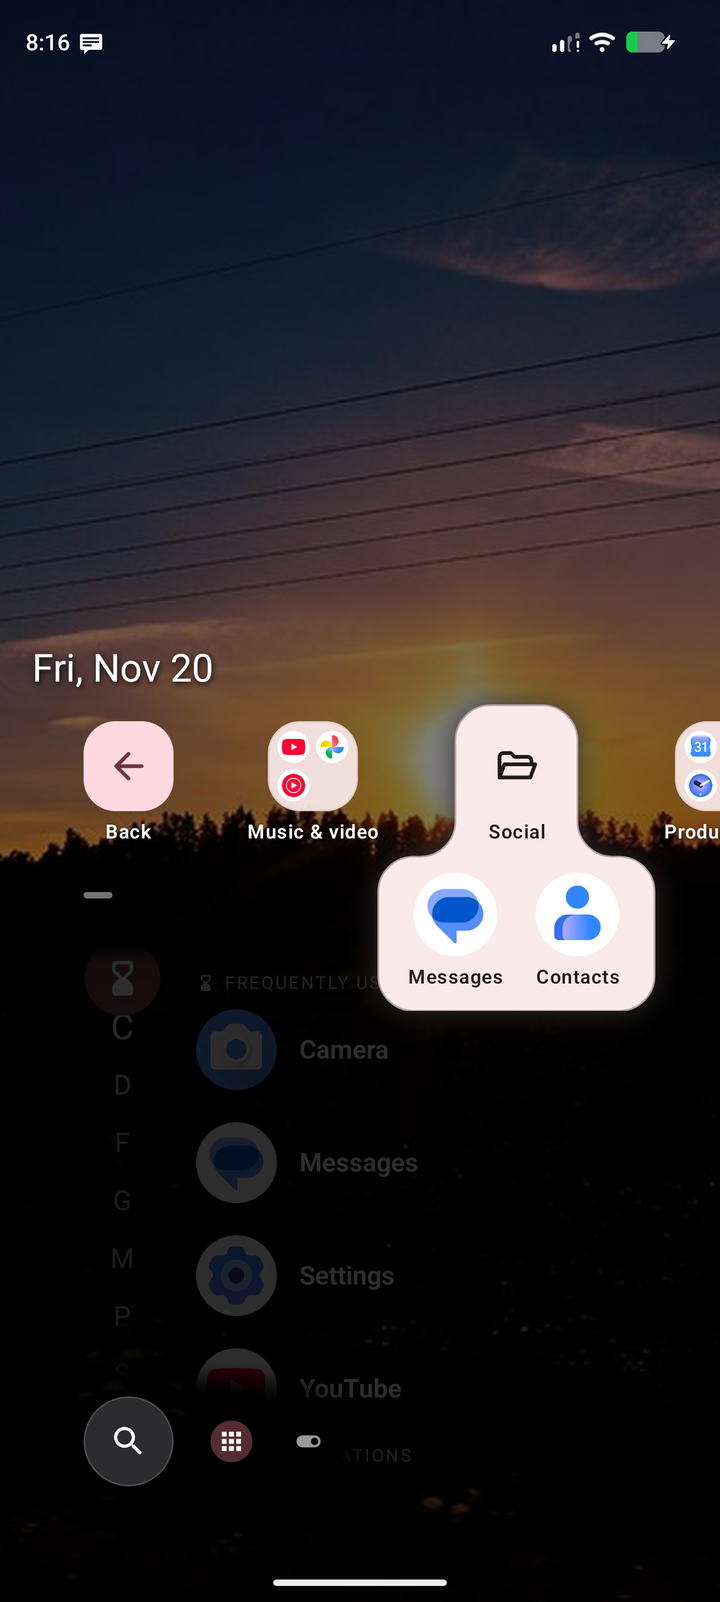 8:16
Fri, Nov 20
31
Back
Music & video
Social
Produ
Messages
Contacts
FREQUENTLY US
C
Camera
D
F
Messages
G
M
Settings
P
S
YouTube
ATIONS